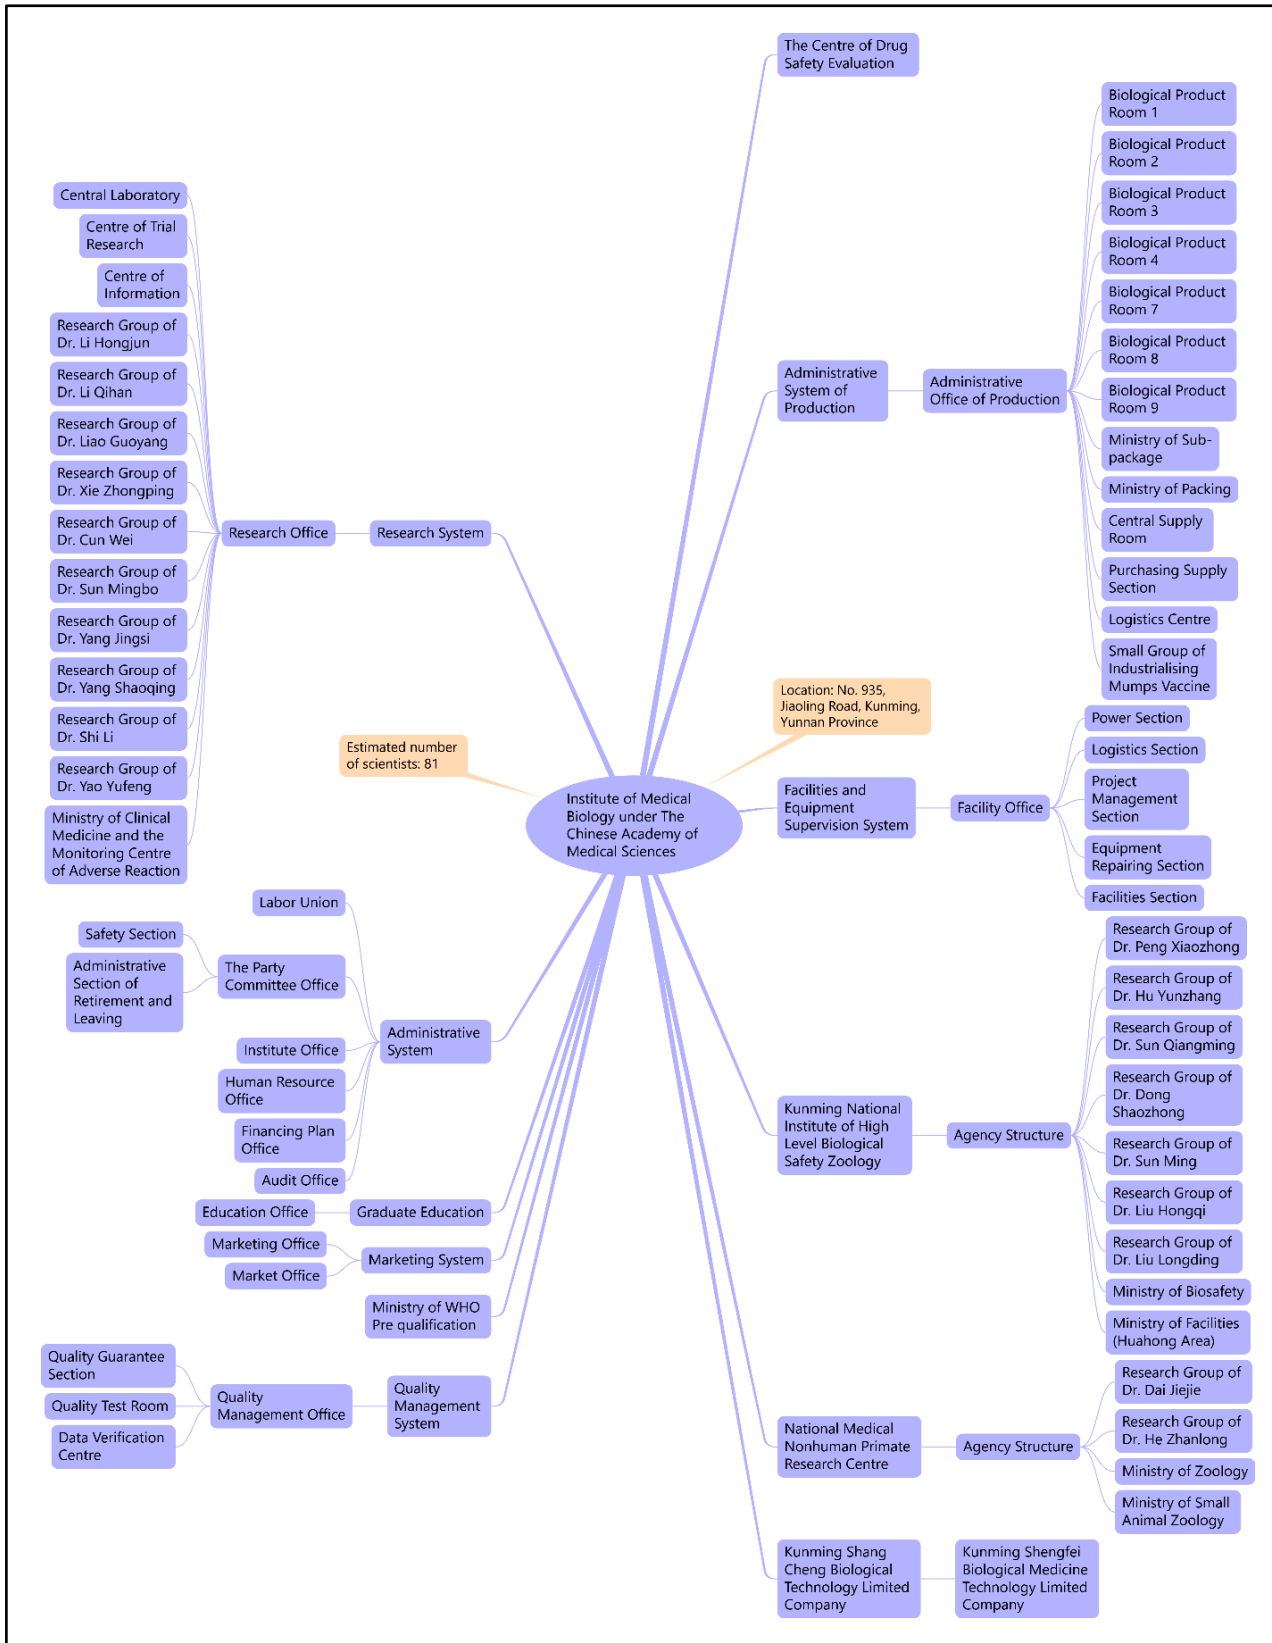 The Centre of Drug
Safety Evaluation
Biological Product
Room 1
Biological Product
Room 2
Biological Product
Room 3
Biological Product
Room 4
Biological Product
Room 7
Biological Product
Room 8
Biological Product
Room 9
Ministry of Sub-
package
Ministry of Packing
Central Supply
Room
Purchasing Supply
Section
Logistics Centre
Small Group of
Industrialising
Mumps Vaccine
Administrative
System of
Production
Administrative
Office of Production
Central Laboratory
Centre of Trial
Research
Centre of
Information
Research Group of
Dr. Li Hongjun
Research Group of
Dr. Li Qihan
Research Group of
Dr. Liao Guoyang
Research Group of
Dr. Xie Zhongping
Research Group of
Dr. Cun Wei
Research Group of
Dr. Sun Mingbo
Research Group of
Dr. Yang Jingsi
Research Group of
Dr. Yang Shaoqing
Research Group of
Dr. Shi Li
Research Group of
Dr. Yao Yufeng
Ministry of Clinical
Medicine and the
Monitoring Centre
of Adverse Reaction
Research Office
Research System
Location: No. 935,
Jiaoling Road, Kunming,
Yunnan Province
Estimated number
of scientists: 81
Institute of Medical
Biology under The
Chinese Academy of
Medical Sciences
Facilities and
Equipment
Supervision System
Facility Office
Power Section
Logistics Section
Project
Management
Section
Equipment
Repairing Section
Facilities Section
Labor Union
Safety Section
Administrative
Section of
Retirement and
Leaving
The Party
Committee Office
Institute Office
Human Resource
Office
Financing Plan
Office
Audit Office
Administrative
System
Education Office
Graduate Education
Marketing Office
Market Office
Marketing System
Ministry of WHO
Pre qualification
Quality Guarantee
Section
Quality Test Room
Data Verification
Centre
Quality
Management Office
Quality
Management
System
Kunming National
Institute of High
Level Biological
Safety Zoology
Agency Structure
Research Group of
Dr. Peng Xiaozhong
Research Group of
Dr. Hu Yunzhang
Research Group of
Dr. Sun Qiangming
Research Group of
Dr. Dong
Shaozhong
Research Group of
Dr. Sun Ming
Research Group of
Dr. Liu Hongqi
Research Group of
Dr. Liu Longding
Ministry of Biosafety
Ministry of Facilities
(Huahong Area)
National Medical
Nonhuman Primate
Research Centre
Agency Structure
Research Group of
Dr. Dai Jiejie
Research Group of
Dr. He Zhanlong
Ministry of Zoology
Ministry of Small
Animal Zoology
Kunming Shang
Cheng Biological
Technology Limited
Company
Kunming Shengfei
Biological Medicine
Technology Limited
Company